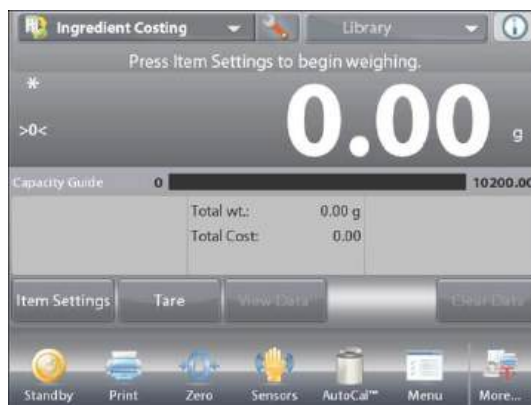 Ingredient Costing
Library
Press Item Settings to begin weighing.
*
>0<
0.00 g
Capacity Guide 0 10200.00
Total wt.: 0.00 g
Total Cost: 0.00
Item Settings Tare View Data Clear Data
Standby Print Zero Sensors AutoCal™ Menu More...